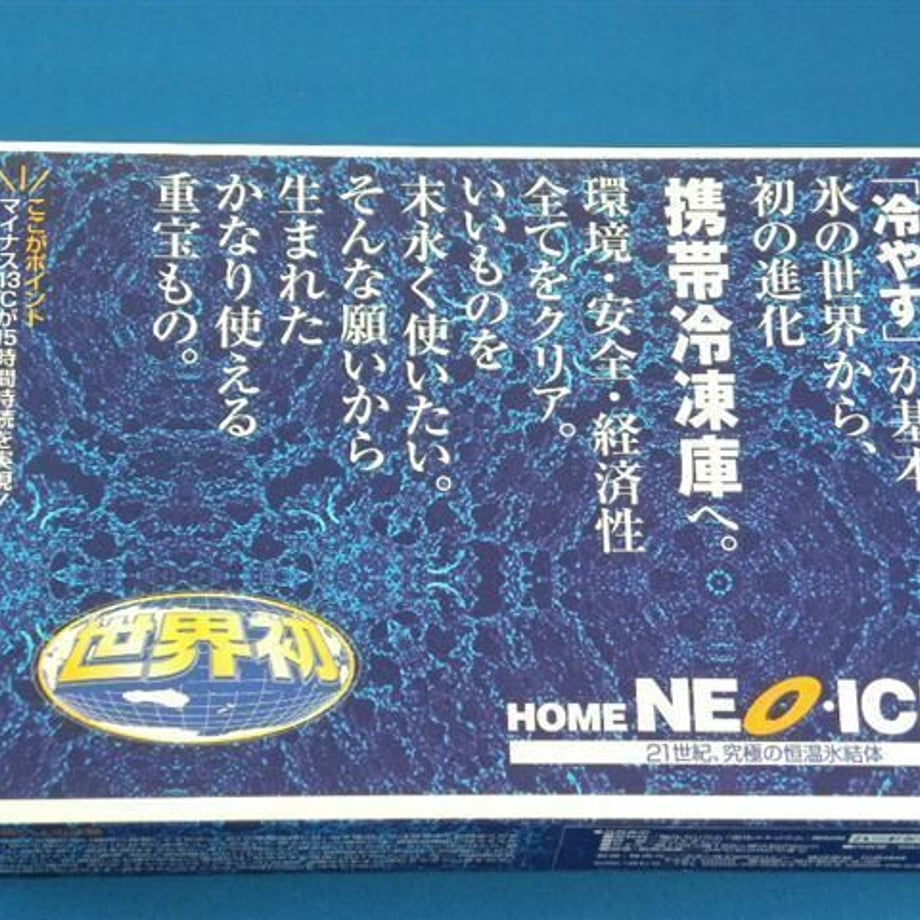 「冷やす」が基本
氷の世界から、
初の進化
携帯冷凍庫へ。
環境・安全・経済性
全てをクリア。
いいものを
末永く使いたい。
そんな願いから
生まれた
かなり使える
重宝もの。
ここがポイント
マイナス13℃が15時間持続を実現！
世界初
HOME NEO・IC
21世紀、究極の恒温氷結体